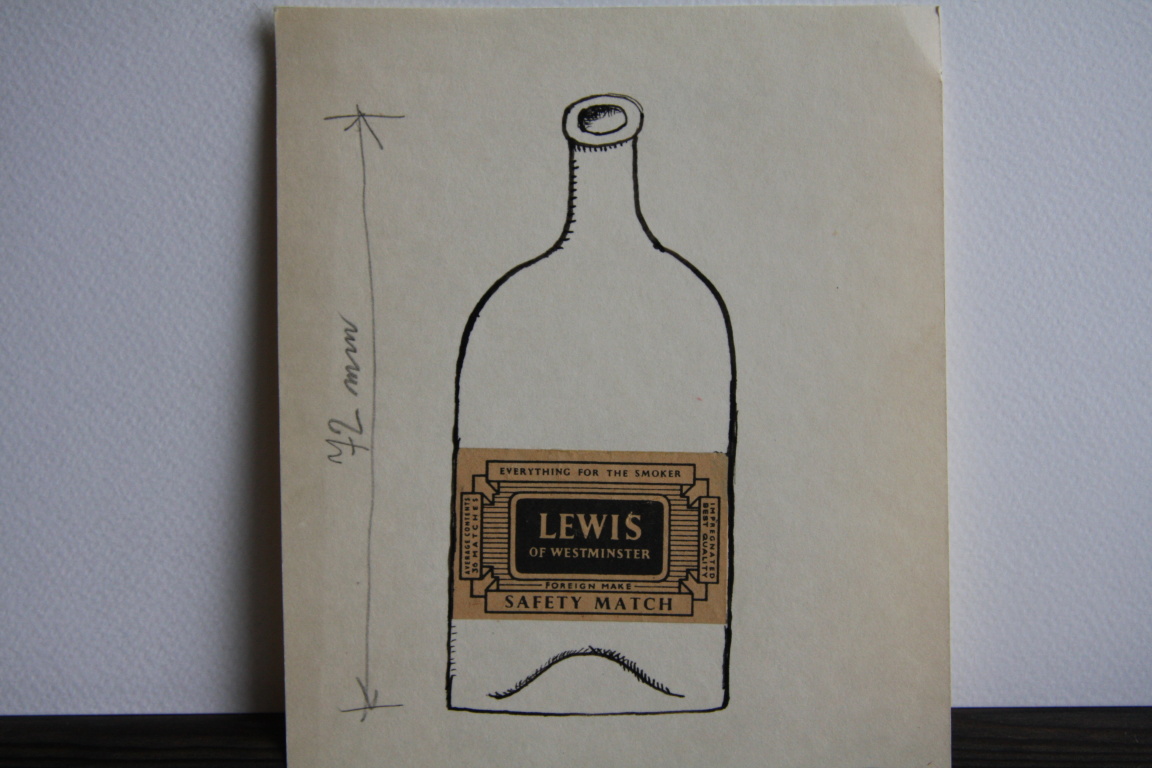 72 mm
EVERYTHING FOR THE SMOKER
AVERAGE CONTENTS
36 MATCHES
LEWIS
OF WESTMINSTER
IMPREGNATED
BEST QUALITY
FOREIGN MAKE
SAFETY MATCH